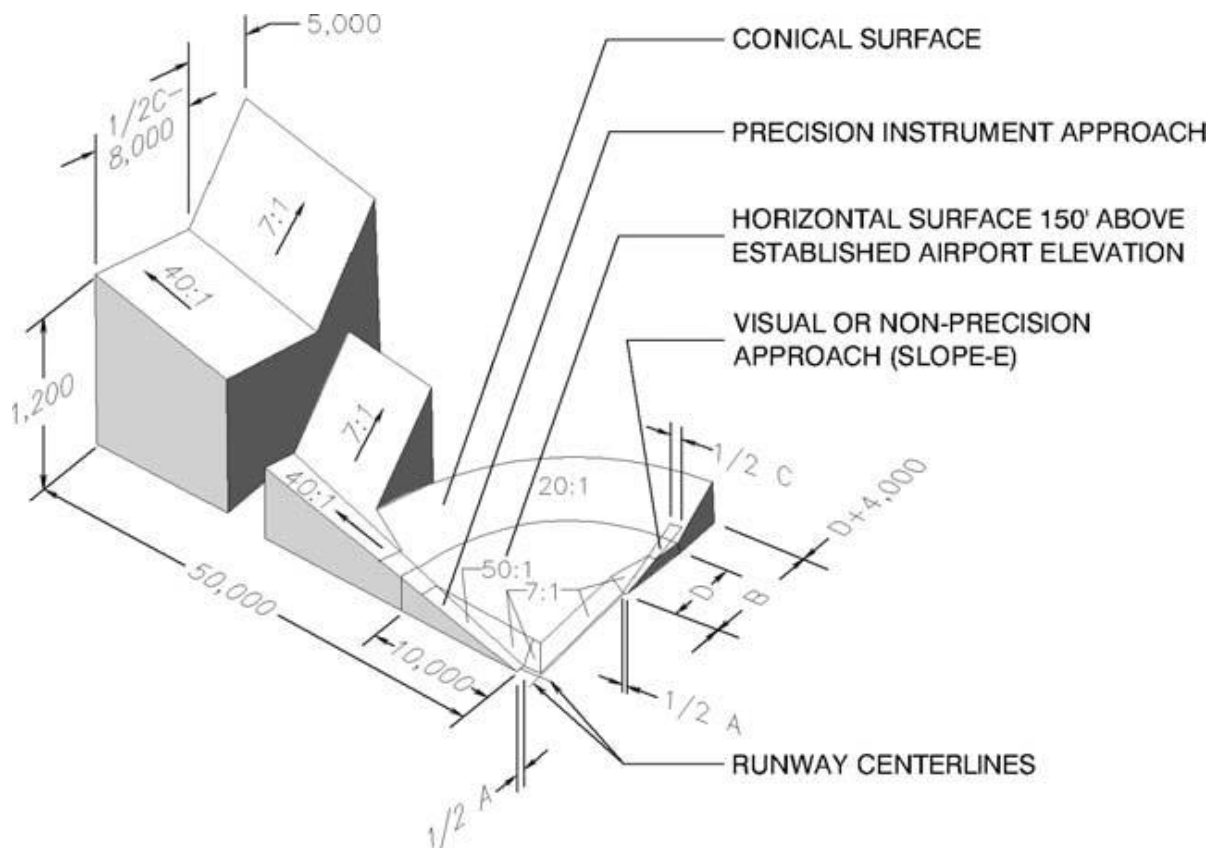 5,000
CONICAL SURFACE
1/2C-
8,000
PRECISION INSTRUMENT APPROACH
7:1
HORIZONTAL SURFACE 150' ABOVE
ESTABLISHED AIRPORT ELEVATION
40:1
VISUAL OR NON-PRECISION
APPROACH (SLOPE-E)
1,200
7:1
1/2 C
20:1
40:1
D+4,000
50:1
7:1
50,000
D
B
10,000
1/2 A
RUNWAY CENTERLINES
1/2 A